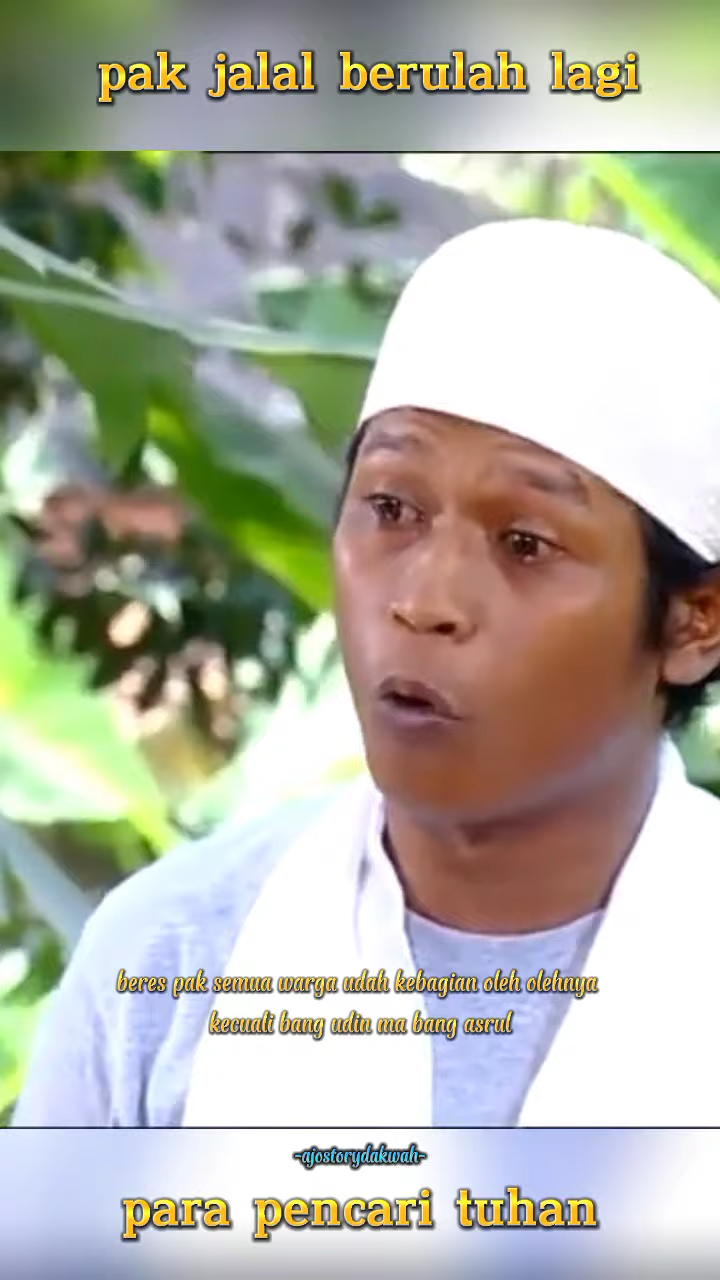 pak jalal berulah lagi
beres pak semua warga udah kebagian oleh olehnya
kecuali bang udin ma bang asrul
-ajostorydakwah-
para pencari tuhan